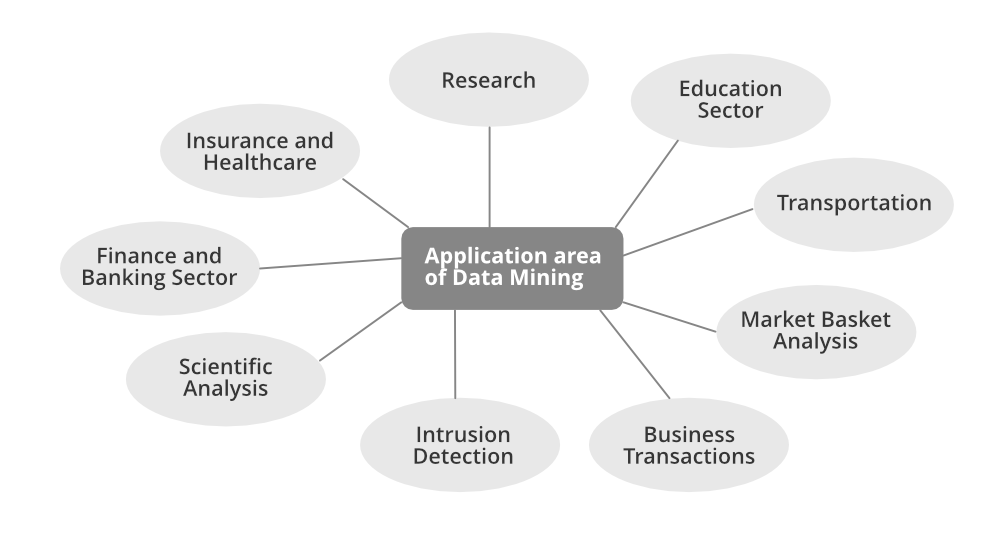 Research
Education
Sector
Insurance and
Healthcare
Transportation
Application area
of Data Mining
Finance and
Banking Sector
Market Basket
Analysis
Scientific
Analysis
Intrusion
Detection
Business
Transactions